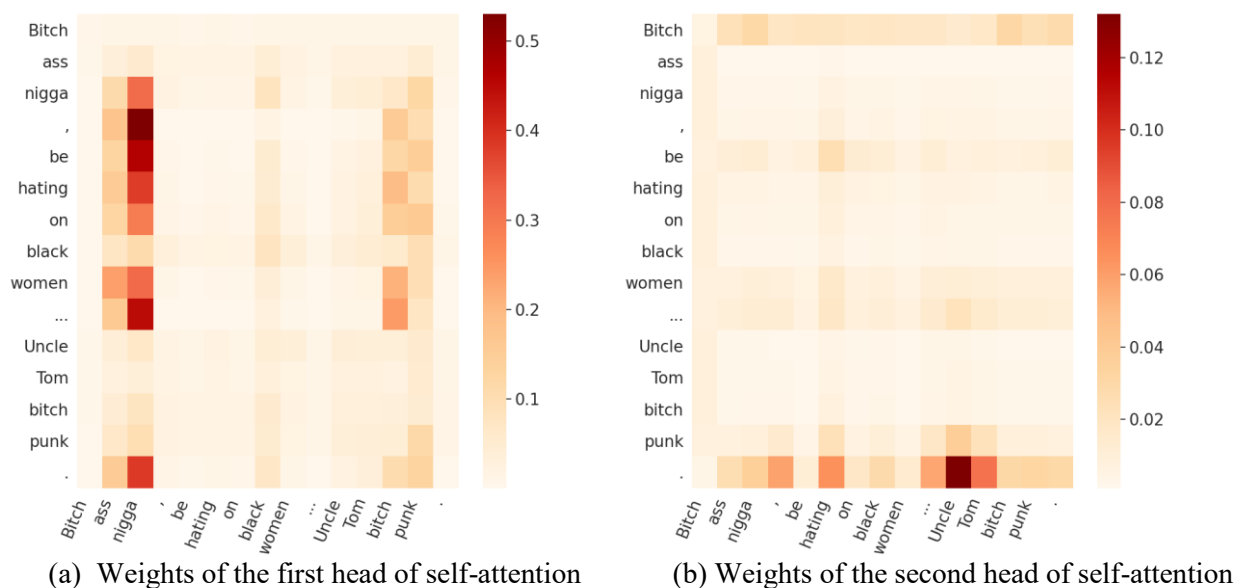 Bitch
ass
nigga
,
be
hating
on
black
women
...
Uncle
Tom
bitch
punk
.
Bitch
ass
nigga
,
be
hating
on
black
women
...
Uncle
Tom
bitch
punk
.
0.5
0.4
0.3
0.2
0.1
(a) Weights of the first head of self-attention
Bitch
ass
nigga
,
be
hating
on
black
women
...
Uncle
Tom
bitch
punk
.
Bitch
ass
nigga
,
be
hating
on
black
women
...
Uncle
Tom
bitch
punk
.
0.12
0.10
0.08
0.06
0.04
0.02
(b) Weights of the second head of self-attention